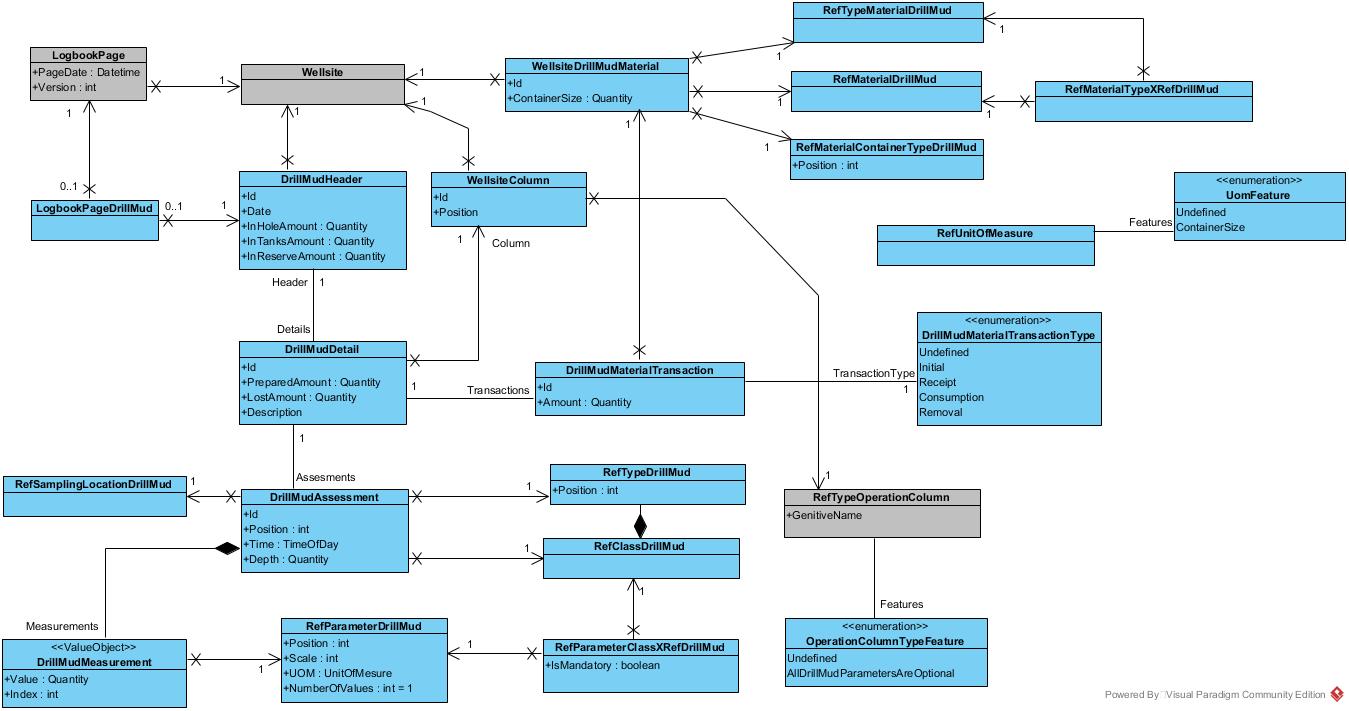 RefTypeMaterialDrillMud
1
1
LogbookPage
+PageDate : Datetime
+Version : int
1
Wellsite
1
WellsiteDrillMudMaterial
+Id
+ContainerSize : Quantity
RefMaterialDrillMud
1
1
RefMaterialTypeXRefDrillMud
1
1
1
1
1
RefMaterialContainerTypeDrillMud
+Position : int
0..1
LogbookPageDrillMud
0..1
1
DrillMudHeader
+Id
+Date
+InHoleAmount : Quantity
+InTanksAmount : Quantity
+InReserveAmount : Quantity
WellsiteColumn
+Id
+Position
1
Column
<<enumeration>>
UomFeature
Undefined
ContainerSize
Features
RefUnitOfMeasure
Header
1
Details
DrillMudDetail
+Id
+PreparedAmount : Quantity
+LostAmount : Quantity
+Description
1
Transactions
DrillMudMaterialTransaction
+Id
+Amount : Quantity
TransactionType
1
<<enumeration>>
DrillMudMaterialTransactionType
Undefined
Initial
Receipt
Consumption
Removal
1
Assesments
RefSamplingLocationDrillMud
1
DrillMudAssessment
+Id
+Position : int
+Time : TimeOfDay
+Depth : Quantity
1
RefTypeDrillMud
+Position : int
1
RefClassDrillMud
1
1
RefTypeOperationColumn
+GenitiveName
Features
<<enumeration>>
OperationColumnTypeFeature
Undefined
AllDrillMudParametersAreOptional
Measurements
<<ValueObject>>
DrillMudMeasurement
+Value : Quantity
+Index : int
1
RefParameterDrillMud
+Position : int
+Scale : int
+UOM : UnitOfMesure
+NumberOfValues : int = 1
1
RefParameterClassXRefDrillMud
+IsMandatory : boolean
Powered By Visual Paradigm Community Edition